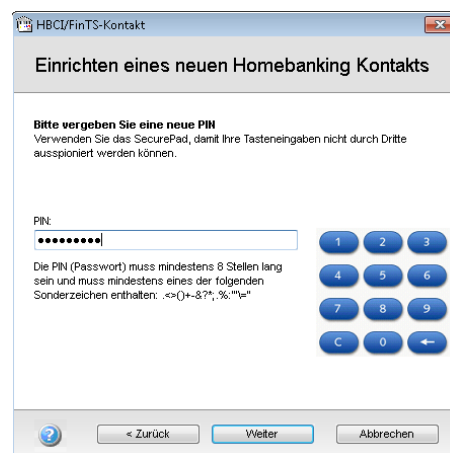 HBCI/FinTS-Kontakt
Einrichten eines neuen Homebanking Kontakts
Bitte vergeben Sie eine neue PIN
Verwenden Sie das SecurePad, damit Ihre Tasteneingaben nicht durch Dritte
ausspioniert werden können.
PIN:
●●●●●●●●●
1 2 3
Die PIN (Passwort) muss mindestens 8 Stellen lang
sein und muss mindestens eines der folgenden
Sonderzeichen enthalten: .<>()+-&?*;.%:""\="
4 5 6
7 8 9
C 0 ←
? < Zurück Weiter Abbrechen